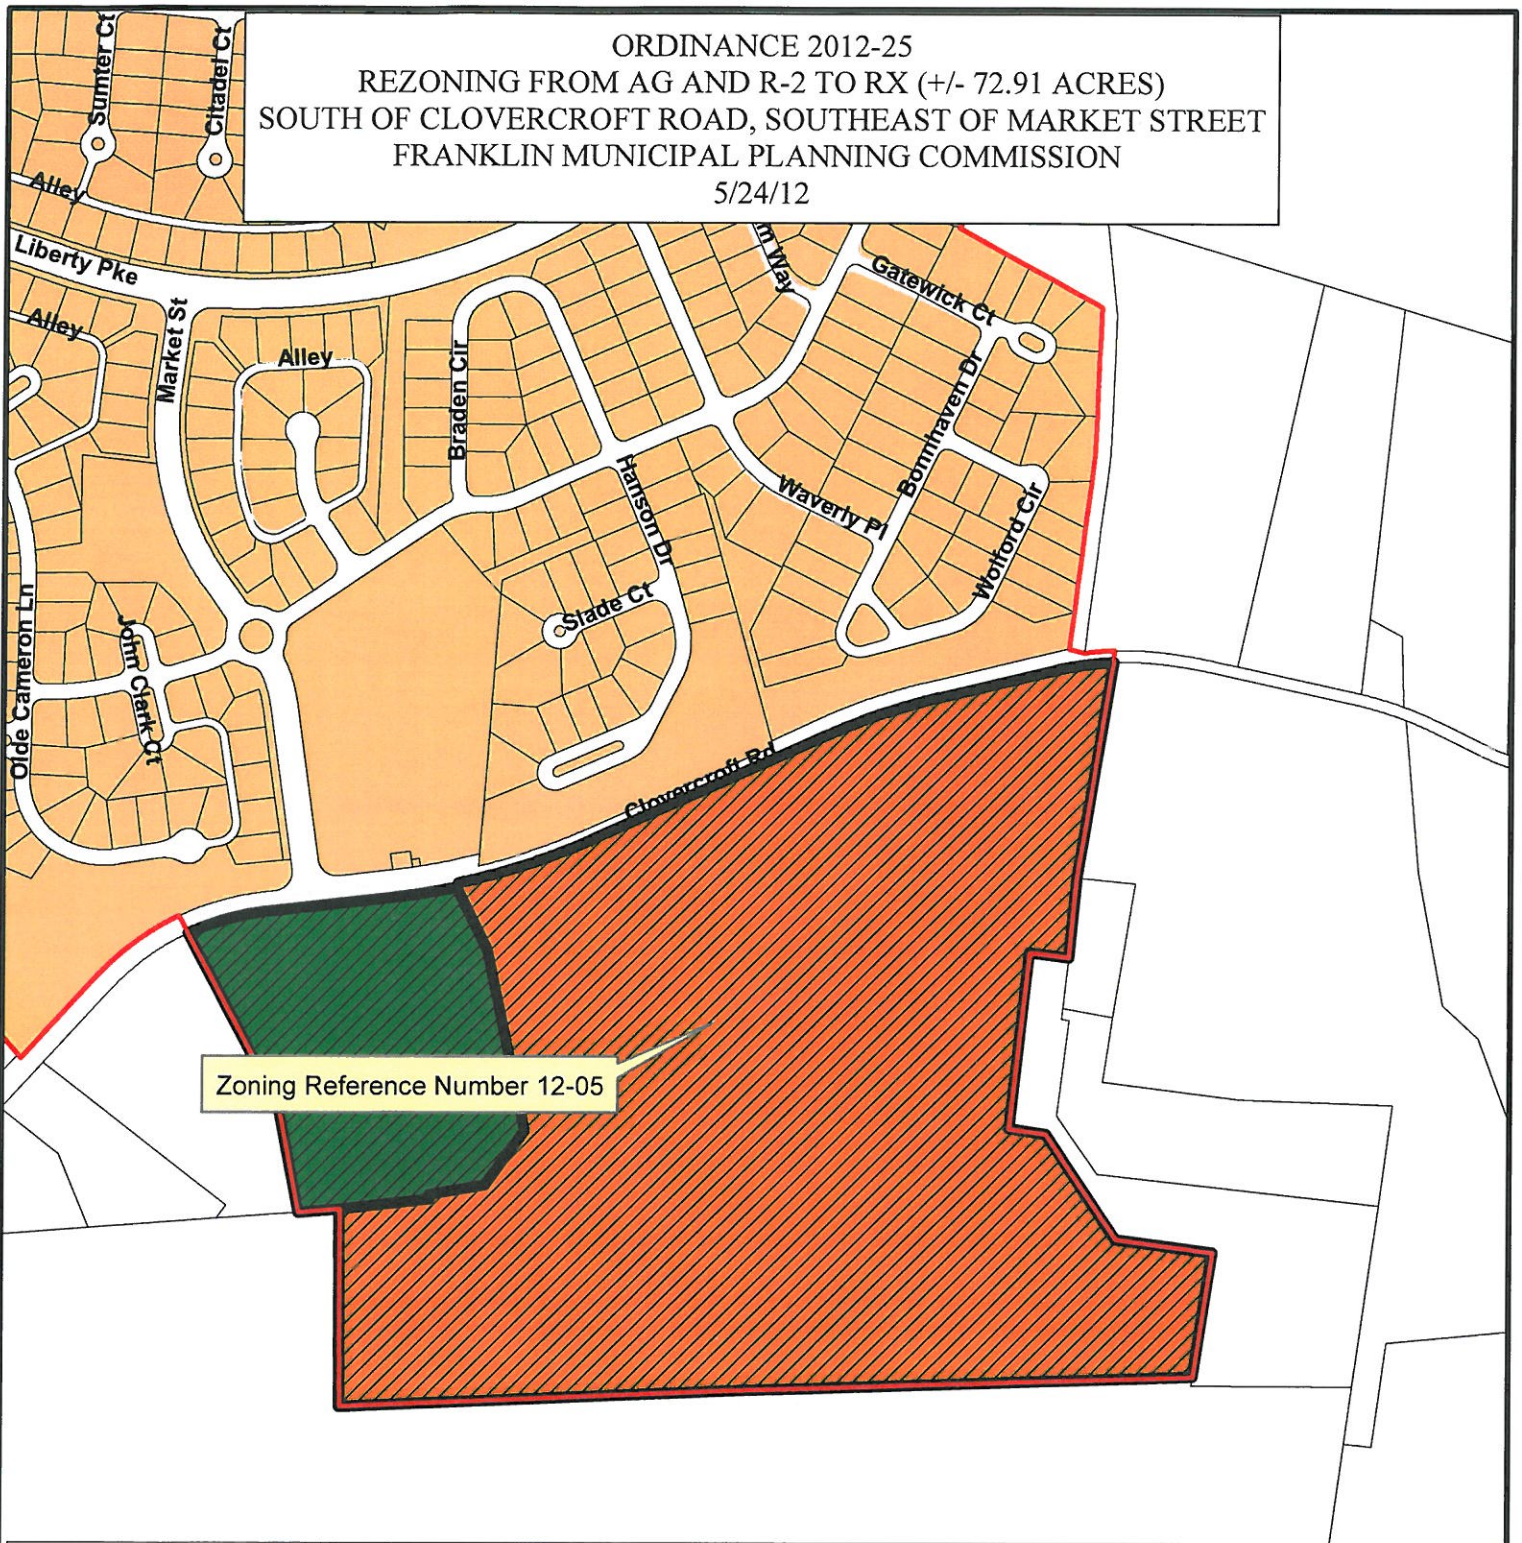 ORDINANCE 2012-25
REZONING FROM AG AND R-2 TO RX (+/- 72.91 ACRES)
SOUTH OF CLOVERCROFT ROAD, SOUTHEAST OF MARKET STREET
FRANKLIN MUNICIPAL PLANNING COMMISSION
5/24/12
Sumter Ct
Citadel Ct
Alley
Liberty Pke
Alley
Market St
Alley
Braden Cir
Way
Gatewick Ct
Bonnhaven Dr
Hanson Dr
Waverly Pl
Wolford Cir
Slade Ct
Olde Cameron Ln
John Clark Ct
Clovercroft Rd
Zoning Reference Number 12-05